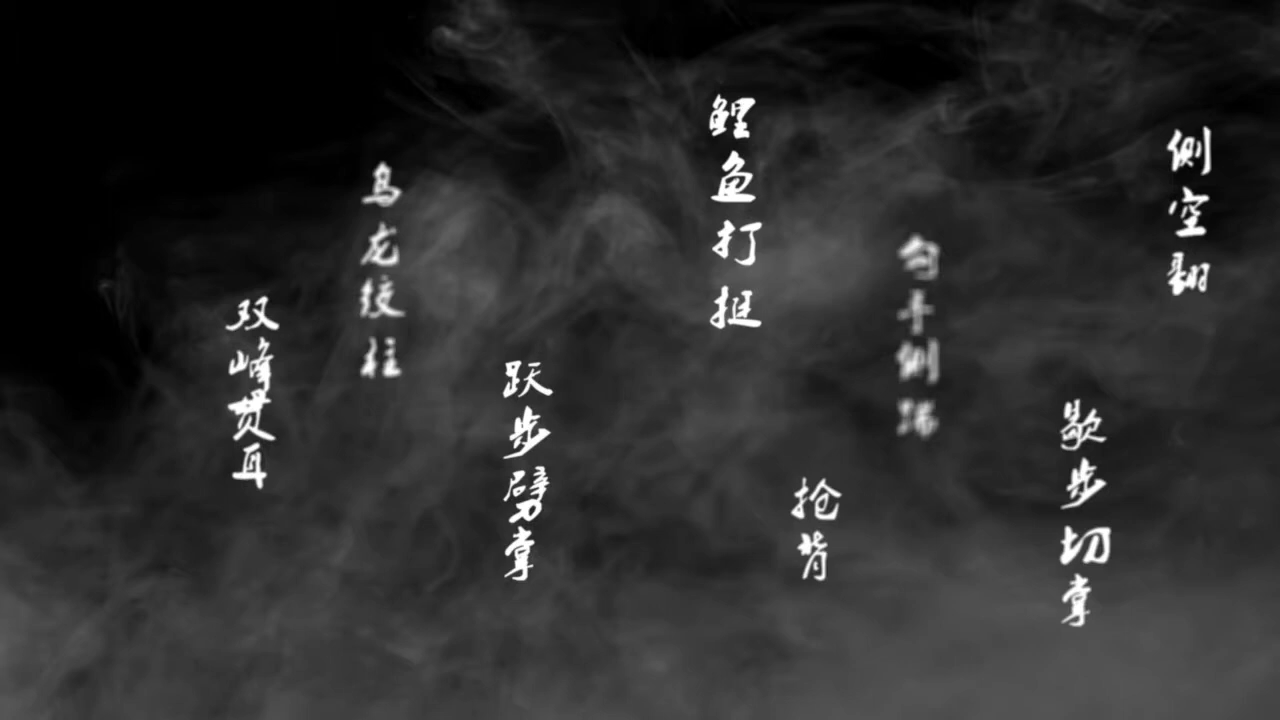 双峰贯耳
乌龙绞柱
跃步劈掌
鲤鱼打挺
抢背
勾手侧踹
歇步切掌
侧空翻